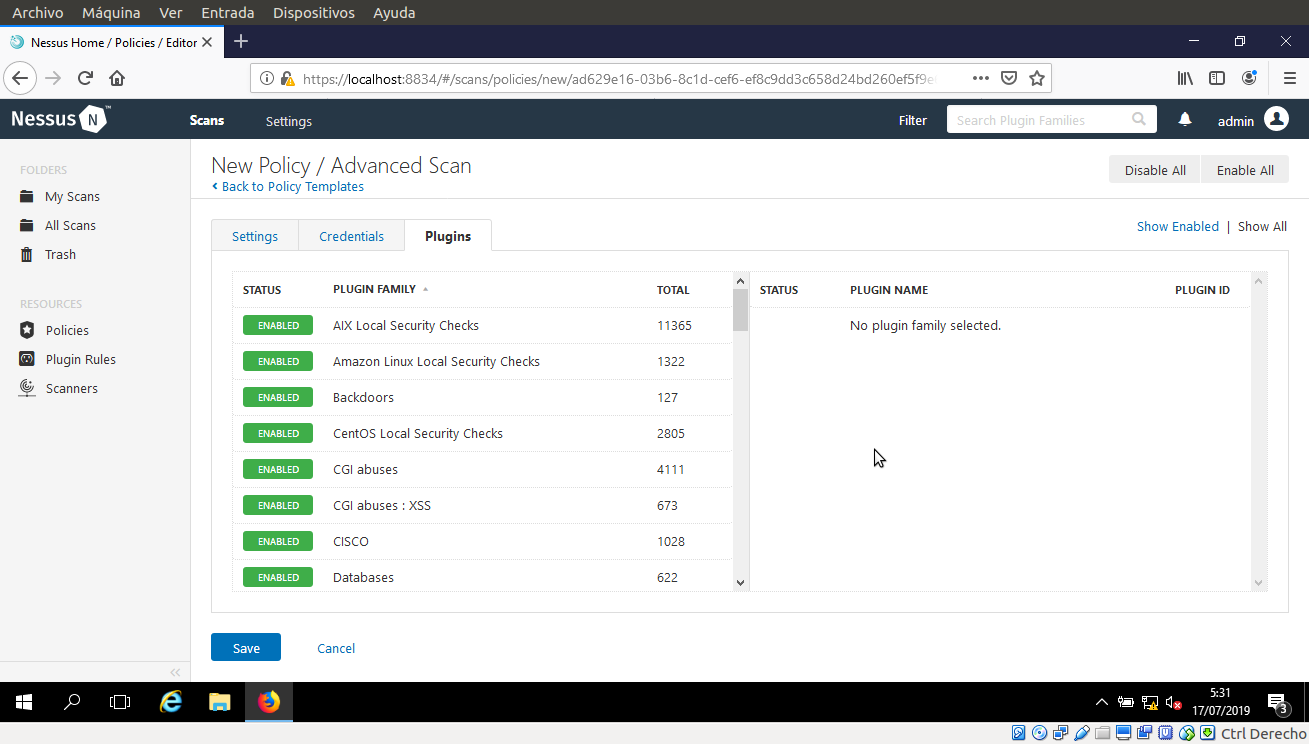 Archivo Máquina Ver Entrada Dispositivos Ayuda
Nessus Home / Policies / Editor
https://localhost:8834/#/scans/policies/new/ad629e16-03b6-8c1d-cef6-ef8c9dd3c658d24bd260ef5f9e
Nessus N ™ Scans Settings Filter Search Plugin Families admin
FOLDERS
My Scans
All Scans
Trash
RESOURCES
Policies
Plugin Rules
Scanners
New Policy / Advanced Scan
Back to Policy Templates
Disable All Enable All
Settings Credentials Plugins
Show Enabled | Show All
STATUS PLUGIN FAMILY TOTAL
ENABLED AIX Local Security Checks 11365
ENABLED Amazon Linux Local Security Checks 1322
ENABLED Backdoors 127
ENABLED CentOS Local Security Checks 2805
ENABLED CGI abuses 4111
ENABLED CGI abuses : XSS 673
ENABLED CISCO 1028
ENABLED Databases 622
STATUS PLUGIN NAME PLUGIN ID
No plugin family selected.
Save Cancel
5:31
17/07/2019
3
Ctrl Derecho